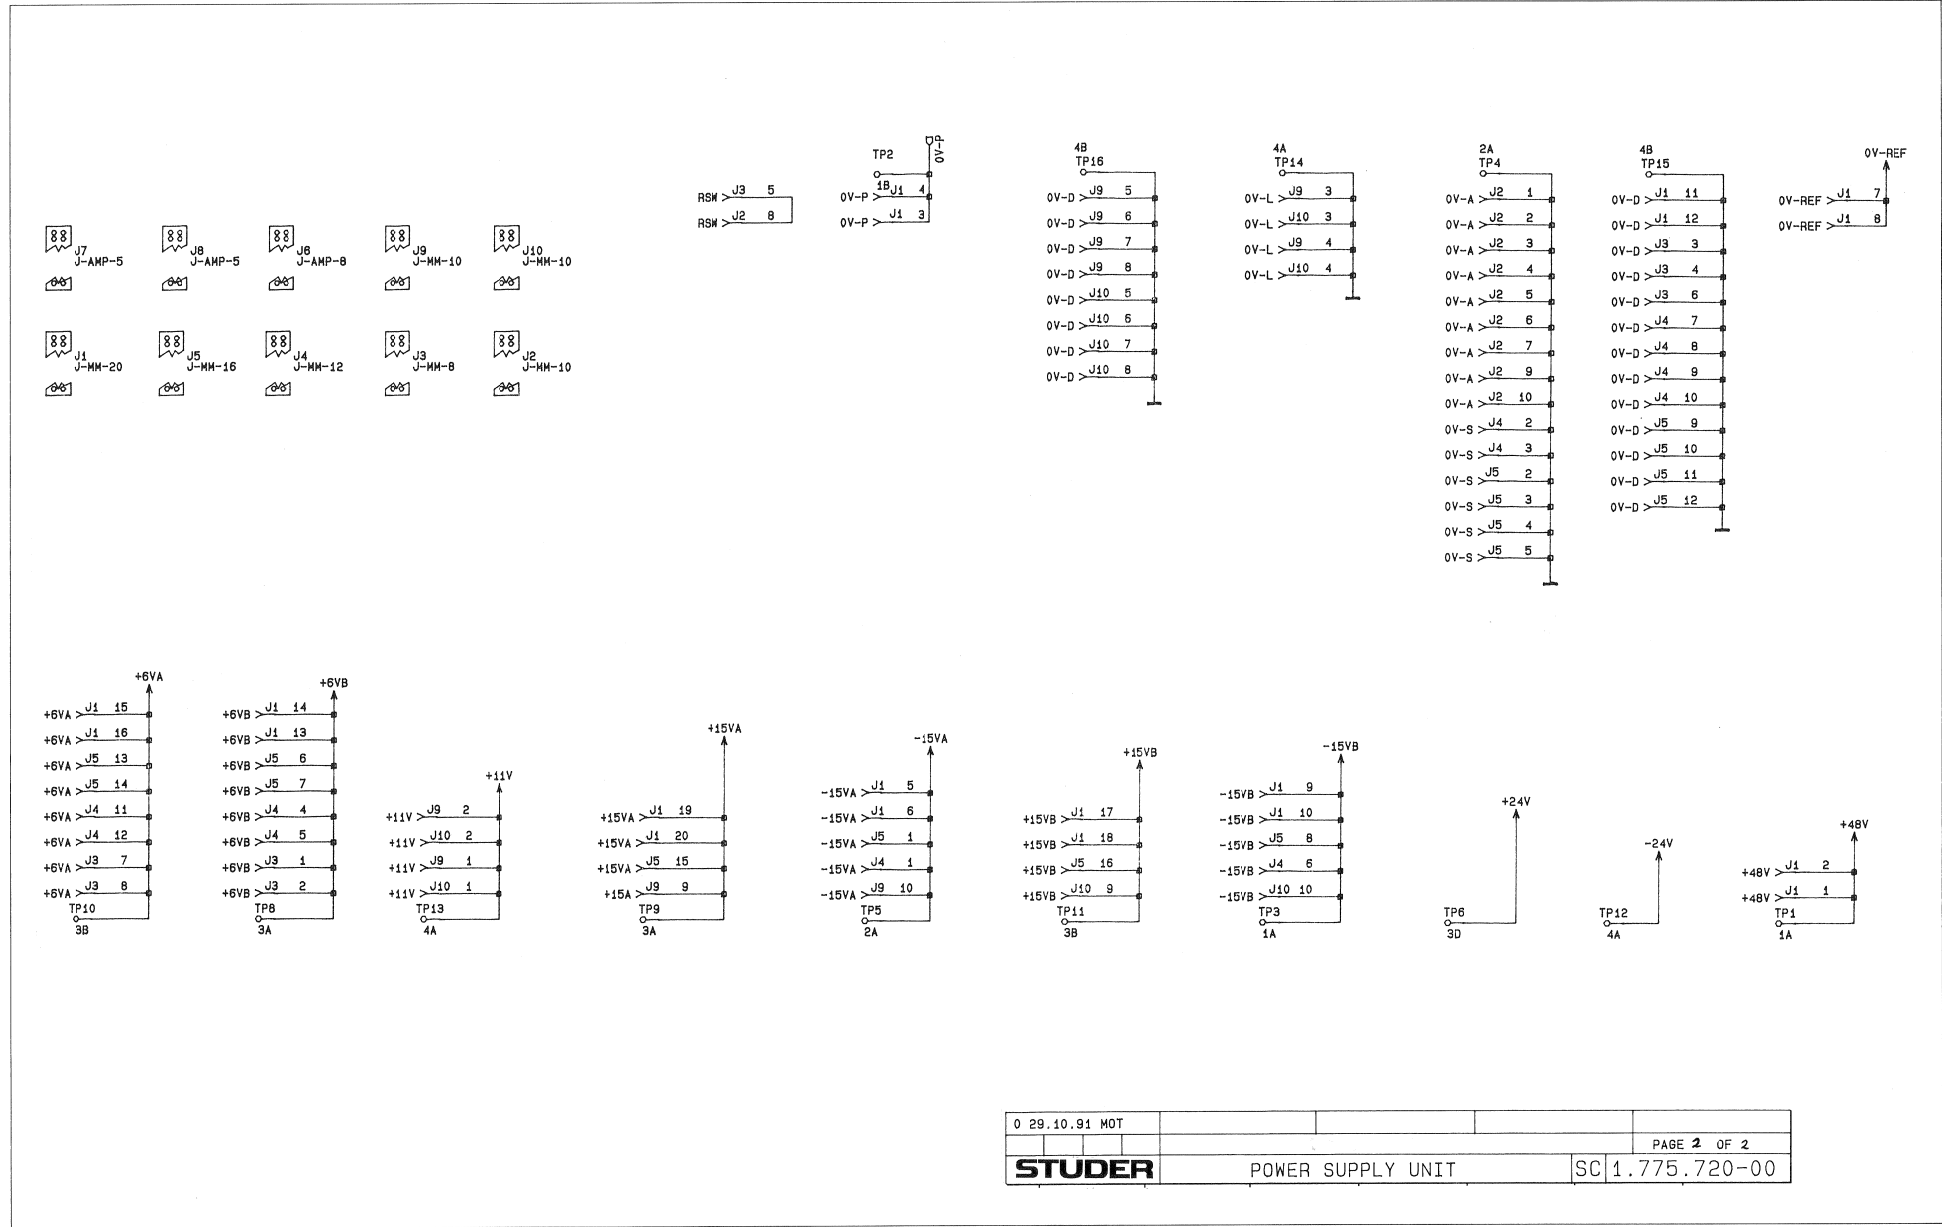 TP2
0V-P
1B
0V-P > J1 4
0V-P > J1 3
RSW > J3 5
RSW > J2 8
4B
TP16
0V-D > J9 5
0V-D > J9 6
0V-D > J9 7
0V-D > J9 8
0V-D > J10 5
0V-D > J10 6
0V-D > J10 7
0V-D > J10 8
4A
TP14
0V-L > J9 3
0V-L > J10 3
0V-L > J9 4
0V-L > J10 4
2A
TP4
0V-A > J2 1
0V-A > J2 2
0V-A > J2 3
0V-A > J2 4
0V-A > J2 5
0V-A > J2 6
0V-A > J2 7
0V-A > J2 9
0V-A > J2 10
0V-S > J4 2
0V-S > J4 3
0V-S > J5 2
0V-S > J5 3
0V-S > J5 4
0V-S > J5 5
4B
TP15
0V-D > J1 11
0V-D > J1 12
0V-D > J3 3
0V-D > J3 4
0V-D > J3 6
0V-D > J4 7
0V-D > J4 8
0V-D > J4 9
0V-D > J4 10
0V-D > J5 9
0V-D > J5 10
0V-D > J5 11
0V-D > J5 12
0V-REF
0V-REF > J1 7
0V-REF > J1 8
J7
J-AMP-5
J8
J-AMP-5
J6
J-AMP-8
J9
J-MM-10
J10
J-MM-10
J1
J-MM-20
J5
J-MM-16
J4
J-MM-12
J3
J-MM-8
J2
J-MM-10
+6VA
+6VA > J1 15
+6VA > J1 16
+6VA > J5 13
+6VA > J5 14
+6VA > J4 11
+6VA > J4 12
+6VA > J3 7
+6VA > J3 8
TP10
3B
+6VB
+6VB > J1 14
+6VB > J1 13
+6VB > J5 6
+6VB > J5 7
+6VB > J4 4
+6VB > J4 5
+6VB > J3 1
+6VB > J3 2
TP8
3A
+11V
+11V > J9 2
+11V > J10 2
+11V > J9 1
+11V > J10 1
TP13
4A
+15VA
+15VA > J1 19
+15VA > J1 20
+15VA > J5 15
+15A > J9 9
TP9
3A
-15VA
-15VA > J1 5
-15VA > J1 6
-15VA > J5 1
-15VA > J4 1
-15VA > J9 10
TP5
2A
+15VB
+15VB > J1 17
+15VB > J1 18
+15VB > J5 16
+15VB > J10 9
TP11
3B
-15VB
-15VB > J1 9
-15VB > J1 10
-15VB > J5 8
-15VB > J4 6
-15VB > J10 10
TP3
1A
+24V
TP6
3D
-24V
TP12
4A
+48V
+48V > J1 2
+48V > J1 1
TP1
1A
0 29.10.91 MOT
PAGE 2 OF 2
STUDER POWER SUPPLY UNIT SC 1.775.720-00